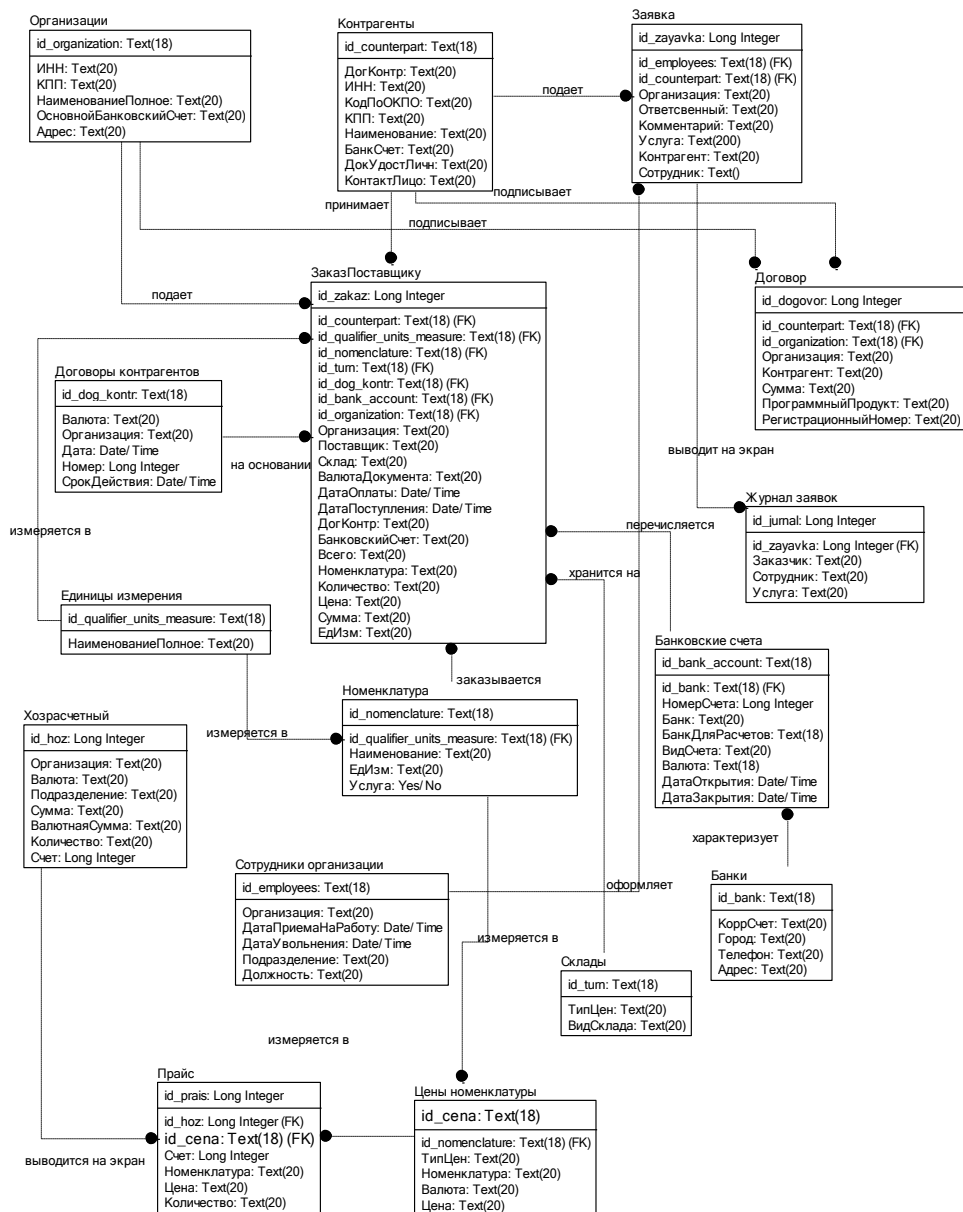 Организации
id_organization: Text(18)
ИНН: Text(20)
КПП: Text(20)
НаименованиеПолное: Text(20)
ОсновнойБанковскийСчет: Text(20)
Адрес: Text(20)
Контрагенты
id_counterpart: Text(18)
ДогКонтр: Text(20)
ИНН: Text(20)
КодПоОКПО: Text(20)
КПП: Text(20)
Наименование: Text(20)
БанкСчет: Text(20)
ДокУдостЛичн: Text(20)
КонтактЛицо: Text(20)
Заявка
id_zayavka: Long Integer
id_employees: Text(18) (FK)
id_counterpart: Text(18) (FK)
Организация: Text(20)
Ответсвенный: Text(20)
Комментарий: Text(20)
Услуга: Text(200)
Контрагент: Text(20)
Сотрудник: Text()
подает
принимает
подписывает
подписывает
подает
ЗаказПоставщику
id_zakaz: Long Integer
id_counterpart: Text(18) (FK)
id_qualifier_units_measure: Text(18) (FK)
id_nomenclature: Text(18) (FK)
id_turn: Text(18) (FK)
id_dog_kontr: Text(18) (FK)
id_bank_account: Text(18) (FK)
id_organization: Text(18) (FK)
Организация: Text(20)
Поставщик: Text(20)
Склад: Text(20)
ВалютаДокумента: Text(20)
ДатаОплаты: Date/ Time
ДатаПоступления: Date/ Time
ДогКонтр: Text(20)
БанковскийСчет: Text(20)
Всего: Text(20)
Номенклатура: Text(20)
Количество: Text(20)
Цена: Text(20)
Сумма: Text(20)
ЕдИзм: Text(20)
Договор
id_dogovor: Long Integer
id_counterpart: Text(18) (FK)
id_organization: Text(18) (FK)
Организация: Text(20)
Контрагент: Text(20)
Сумма: Text(20)
ПрограммныйПродукт: Text(20)
РегистрационныйНомер: Text(20)
Договоры контрагентов
id_dog_kontr: Text(18)
Валюта: Text(20)
Организация: Text(20)
Дата: Date/ Time
Номер: Long Integer
СрокДействия: Date/ Time
на основании
выводит на экран
измеряется в
перечисляется
хранится на
Журнал заявок
id_jurnal: Long Integer
id_zayavka: Long Integer (FK)
Заказчик: Text(20)
Сотрудник: Text(20)
Услуга: Text(20)
Единицы измерения
id_qualifier_units_measure: Text(18)
НаименованиеПолное: Text(20)
Банковские счета
id_bank_account: Text(18)
id_bank: Text(18) (FK)
НомерСчета: Long Integer
Банк: Text(20)
БанкДляРасчетов: Text(18)
ВидСчета: Text(20)
Валюта: Text(18)
ДатаОткрытия: Date/ Time
ДатаЗакрытия: Date/ Time
заказывается
Номенклатура
id_nomenclature: Text(18)
id_qualifier_units_measure: Text(18) (FK)
Наименование: Text(20)
ЕдИзм: Text(20)
Услуга: Yes/ No
измеряется в
Хозрасчетный
id_hoz: Long Integer
Организация: Text(20)
Валюта: Text(20)
Подразделение: Text(20)
Сумма: Text(20)
ВалютнаяСумма: Text(20)
Количество: Text(20)
Счет: Long Integer
характеризует
Сотрудники организации
id_employees: Text(18)
Организация: Text(20)
ДатаПриемаНаРаботу: Date/ Time
ДатаУвольнения: Date/ Time
Подразделение: Text(20)
Должность: Text(20)
оформляет
Банки
id_bank: Text(18)
КоррСчет: Text(20)
Город: Text(20)
Телефон: Text(20)
Адрес: Text(20)
измеряется в
Склады
id_turn: Text(18)
ТипЦен: Text(20)
ВидСклада: Text(20)
измеряется в
Прайс
id_prais: Long Integer
id_hoz: Long Integer (FK)
id_cena: Text(18) (FK)
Счет: Long Integer
Номенклатура: Text(20)
Цена: Text(20)
Количество: Text(20)
выводится на экран
Цены номенклатуры
id_cena: Text(18)
id_nomenclature: Text(18) (FK)
ТипЦен: Text(20)
Номенклатура: Text(20)
Валюта: Text(20)
Цена: Text(20)